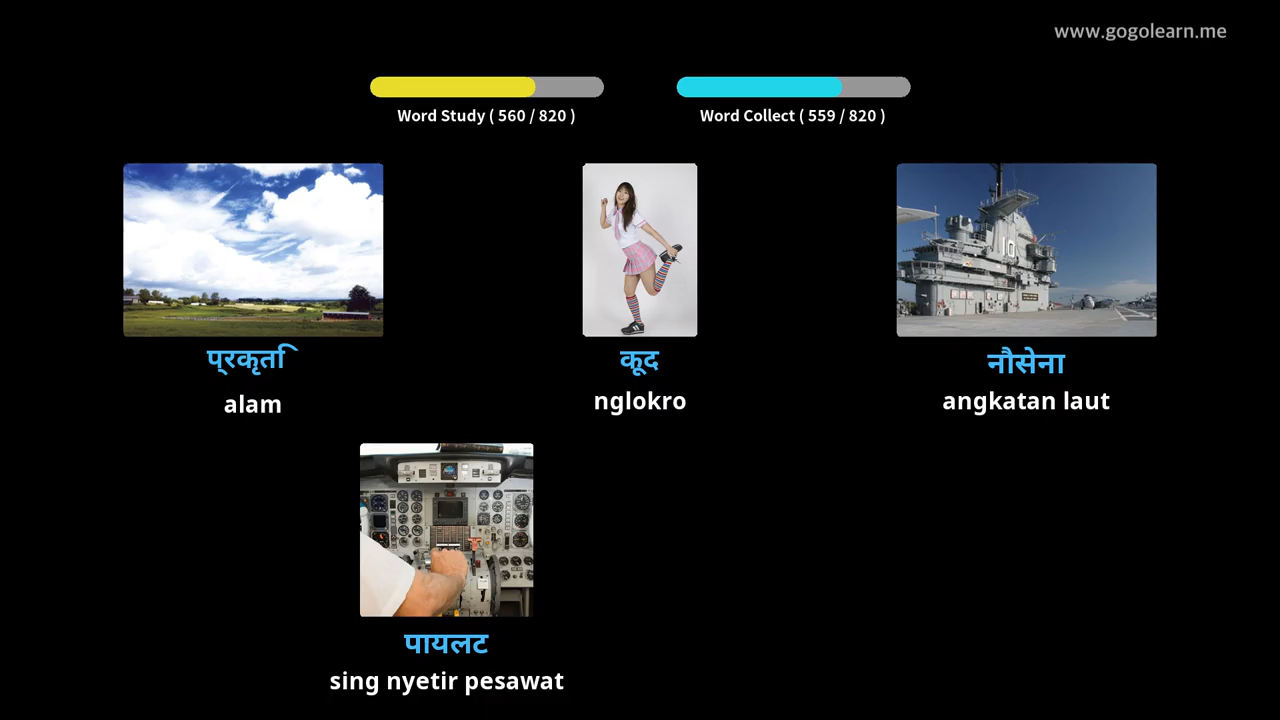 www.gogolearn.me
Word Study ( 560 / 820 )
Word Collect ( 559 / 820 )
प्रकृति
कूद
नौसेना
alam
nglokro
angkatan laut
पायलट
sing nyetir pesawat